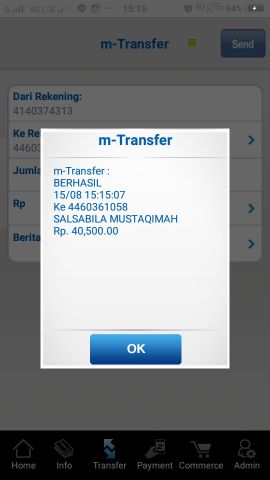 4G LTE
15:15
4G LTE
94%
m-Transfer
Send
Dari Rekening:
4140374313
Ke Re
4460
Jumla
Rp
Berita
m-Transfer
m-Transfer :
BERHASIL
15/08 15:15:07
Ke 4460361058
SALSABILA MUSTAQIMAH
Rp. 40,500.00
OK
Home
Info
Transfer
Payment
Commerce
Admin